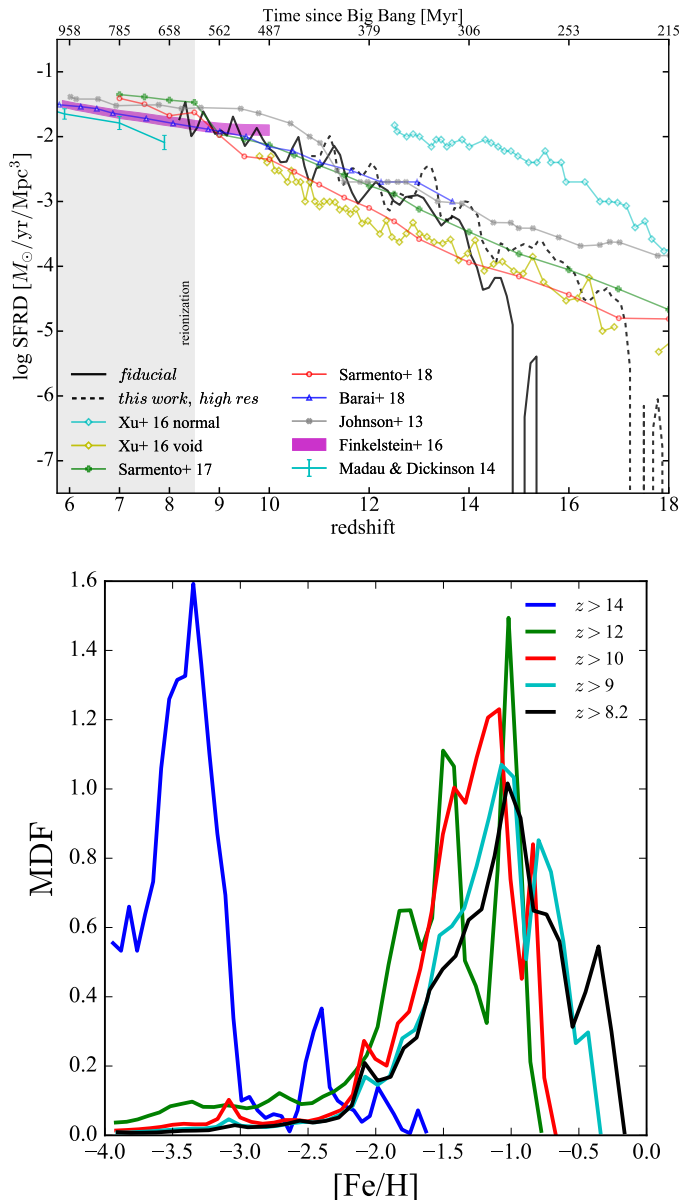 Time since Big Bang [Myr]
958 785 658 562 487 379 306 253 215
log SFRD [M⊙/yr/Mpc³]
-1
-2
-3
-4
-5
-6
-7
reionization
fiducial
this work, high res
Xu+ 16 normal
Xu+ 16 void
Sarmento+ 17
Sarmento+ 18
Barai+ 18
Johnson+ 13
Finkelstein+ 16
Madau & Dickinson 14
6 7 8 9 10 12 14 16 18
redshift
MDF
1.6
1.4
1.2
1.0
0.8
0.6
0.4
0.2
0.0
z > 14
z > 12
z > 10
z > 9
z > 8.2
−4.0 −3.5 −3.0 −2.5 −2.0 −1.5 −1.0 −0.5 0.0
[Fe/H]